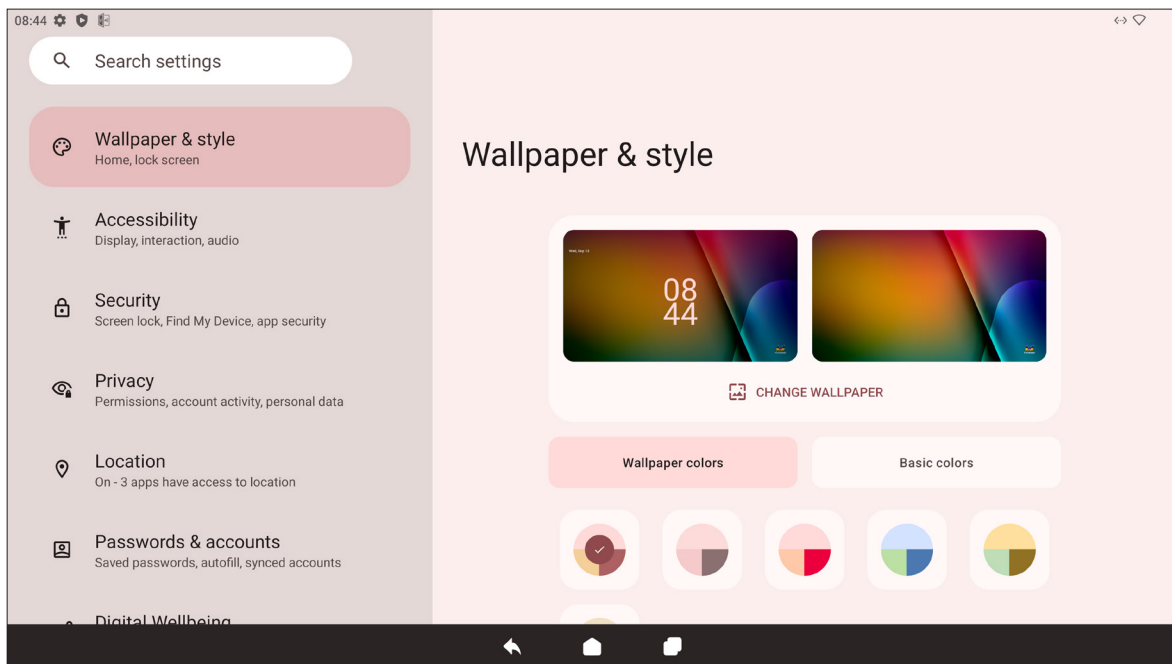 08:44
Search settings
Wallpaper & style
Home, lock screen
Accessibility
Display, interaction, audio
Security
Screen lock, Find My Device, app security
Privacy
Permissions, account activity, personal data
Location
On - 3 apps have access to location
Passwords & accounts
Saved passwords, autofill, synced accounts
Digital Wellbeing
Wallpaper & style
08
44
CHANGE WALLPAPER
Wallpaper colors
Basic colors